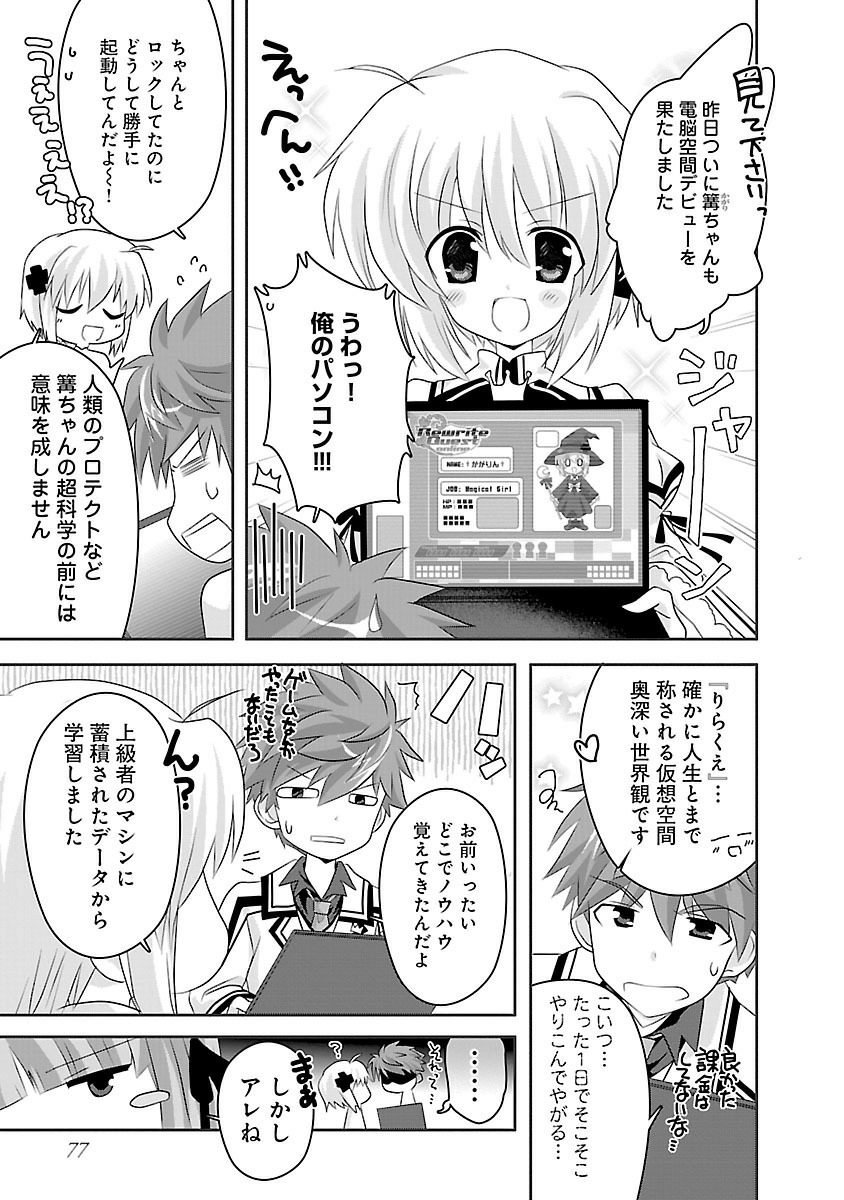 見て下さいっ
昨日ついに篝ちゃんも
かがり
電脳空間デビューを
果たしました
えっへん!!
ジャーン
うわっ!
俺のパソコン!!!
Rewrite
Quest
online
NAME: †かがりん†
JOB: Magical Girl
HP:
MP:
ちゃんと
ロックしてたのに
どうして勝手に
起動してんだよ〜!
うえぇえぇえ!?
人類のプロテクトなど
篝ちゃんの超科学の前には
意味を成しません
『りらくえ』…
確かに人生とまで
称される仮想空間
奥深い世界観です
こいつ…
たった1日でそこそこ
やりこんでやがる…
良かった
課金は
してないな…
お前いったい
どこでノウハウ
覚えてきたんだよ
ゲームなんか
やったことも
ないだろ
ん?
上級者のマシンに
蓄積されたデータから
学習しました
……
それって…
?
まぁ
しかし
アレね
77